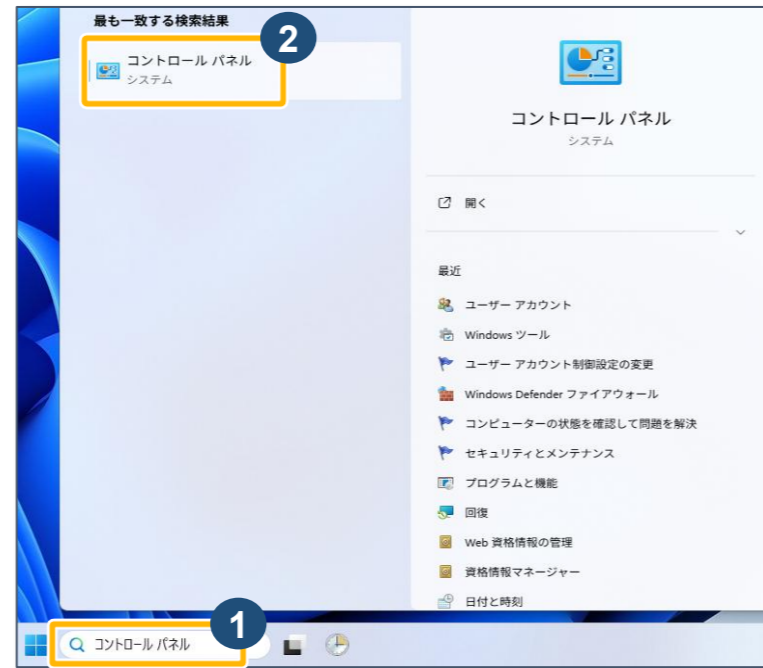 最も一致する検索結果
2
コントロール パネル
システム
コントロール パネル
システム
開く
最近
ユーザー アカウント
Windows ツール
ユーザー アカウント制御設定の変更
Windows Defender ファイアウォール
コンピューターの状態を確認して問題を解決
セキュリティとメンテナンス
プログラムと機能
回復
Web 資格情報の管理
資格情報マネージャー
日付と時刻
1
コントロール パネル